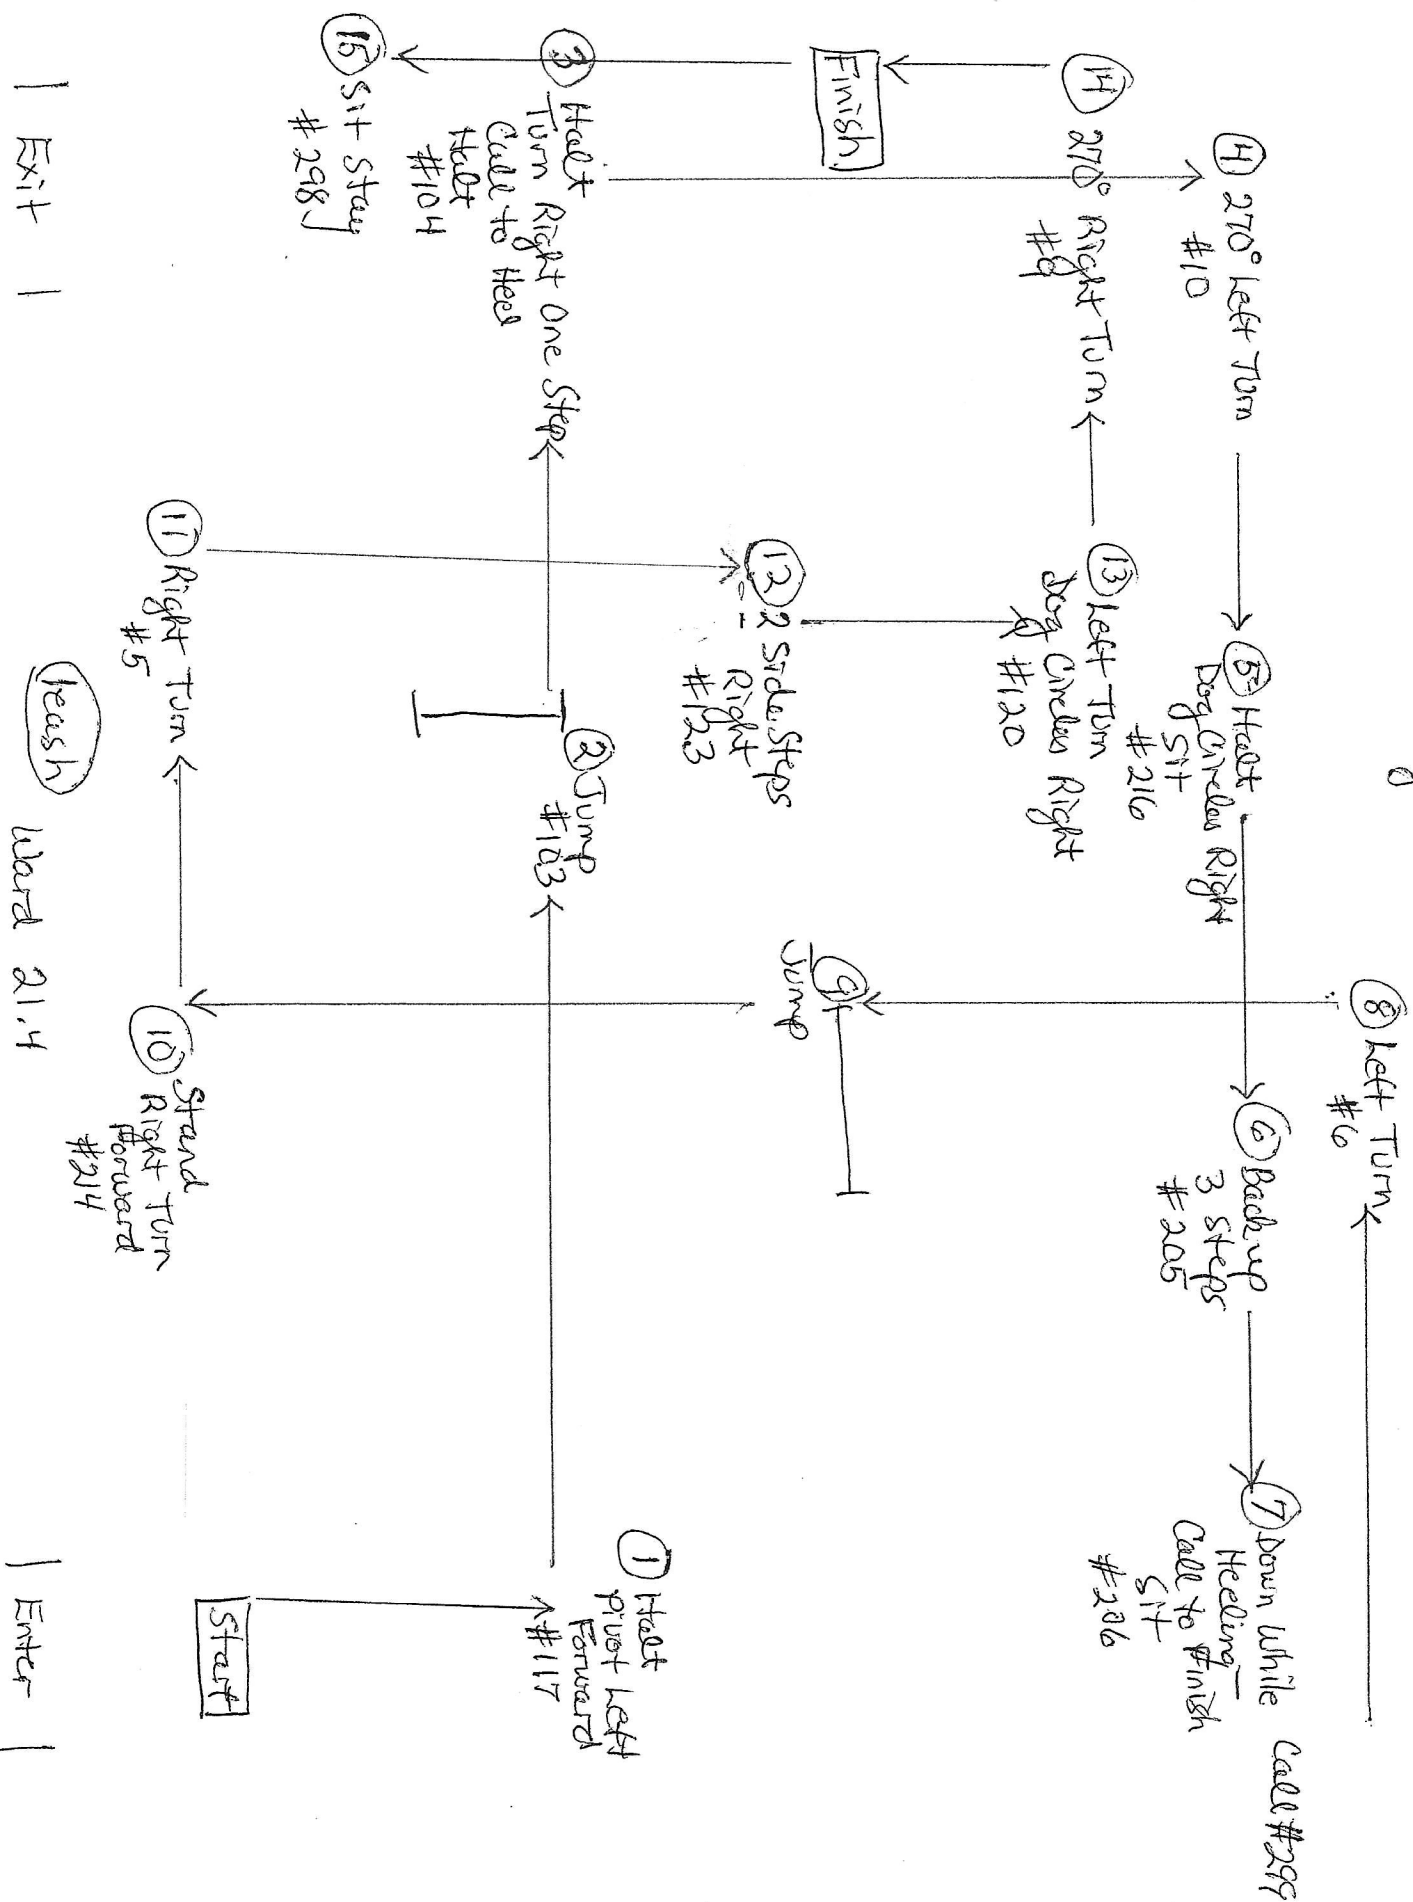 Start
① Halt
Pivot Left
Forward
#117
② Jump
#103
③ Halt
Turn Right One Step
Call to Heel
Halt
#104
④ 270° Left Turn
#10
⑤ Halt
Dog Circles Right
Sit
#216
⑥ Back up
3 Steps
#205
⑦ Down While
Heeling—
Call to Finish
Sit
#206
Call #299
⑧ Left Turn
#6
⑨
Jump
⑩ Stand
Right Turn
Forward
#214
⑪ Right Turn
#5
⑫ 2 Side Steps
Right
#123
⑬ Left Turn
Dog Circles Right
#120
⑭ 270° Right Turn
#9
Finish
⑮ Sit Stay
#298
| Exit |
leash
Ward 21.4
| Enter |